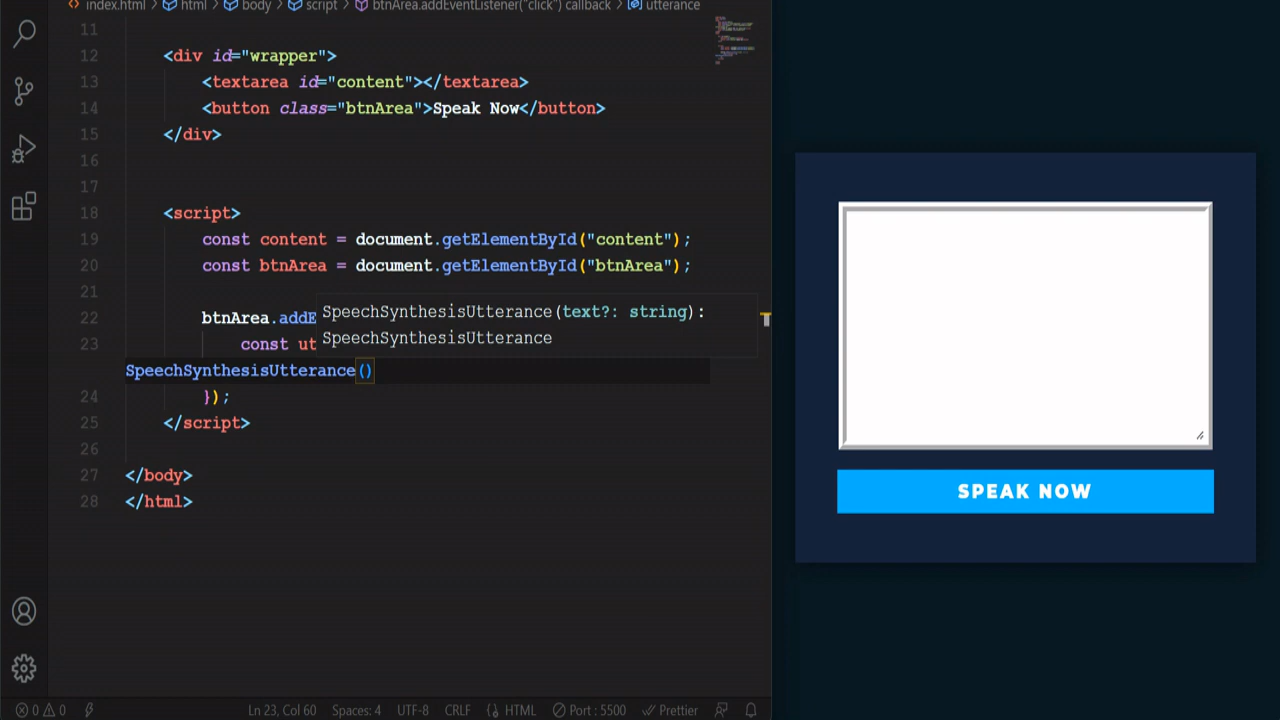 index.html > html > body > script > btnArea.addEventListener("click") callback > utterance
11
12 <div id="wrapper">
13 <textarea id="content"></textarea>
14 <button class="btnArea">Speak Now</button>
15 </div>
16
17
18 <script>
19 const content = document.getElementById("content");
20 const btnArea = document.getElementById("btnArea");
21
22 btnArea.addE
SpeechSynthesisUtterance(text?: string):
23 const ut
SpeechSynthesisUtterance
SpeechSynthesisUtterance()
24 });
25 </script>
26
27 </body>
28 </html>
SPEAK NOW
0 0 Ln 23, Col 60 Spaces: 4 UTF-8 CRLF HTML Port : 5500 Prettier